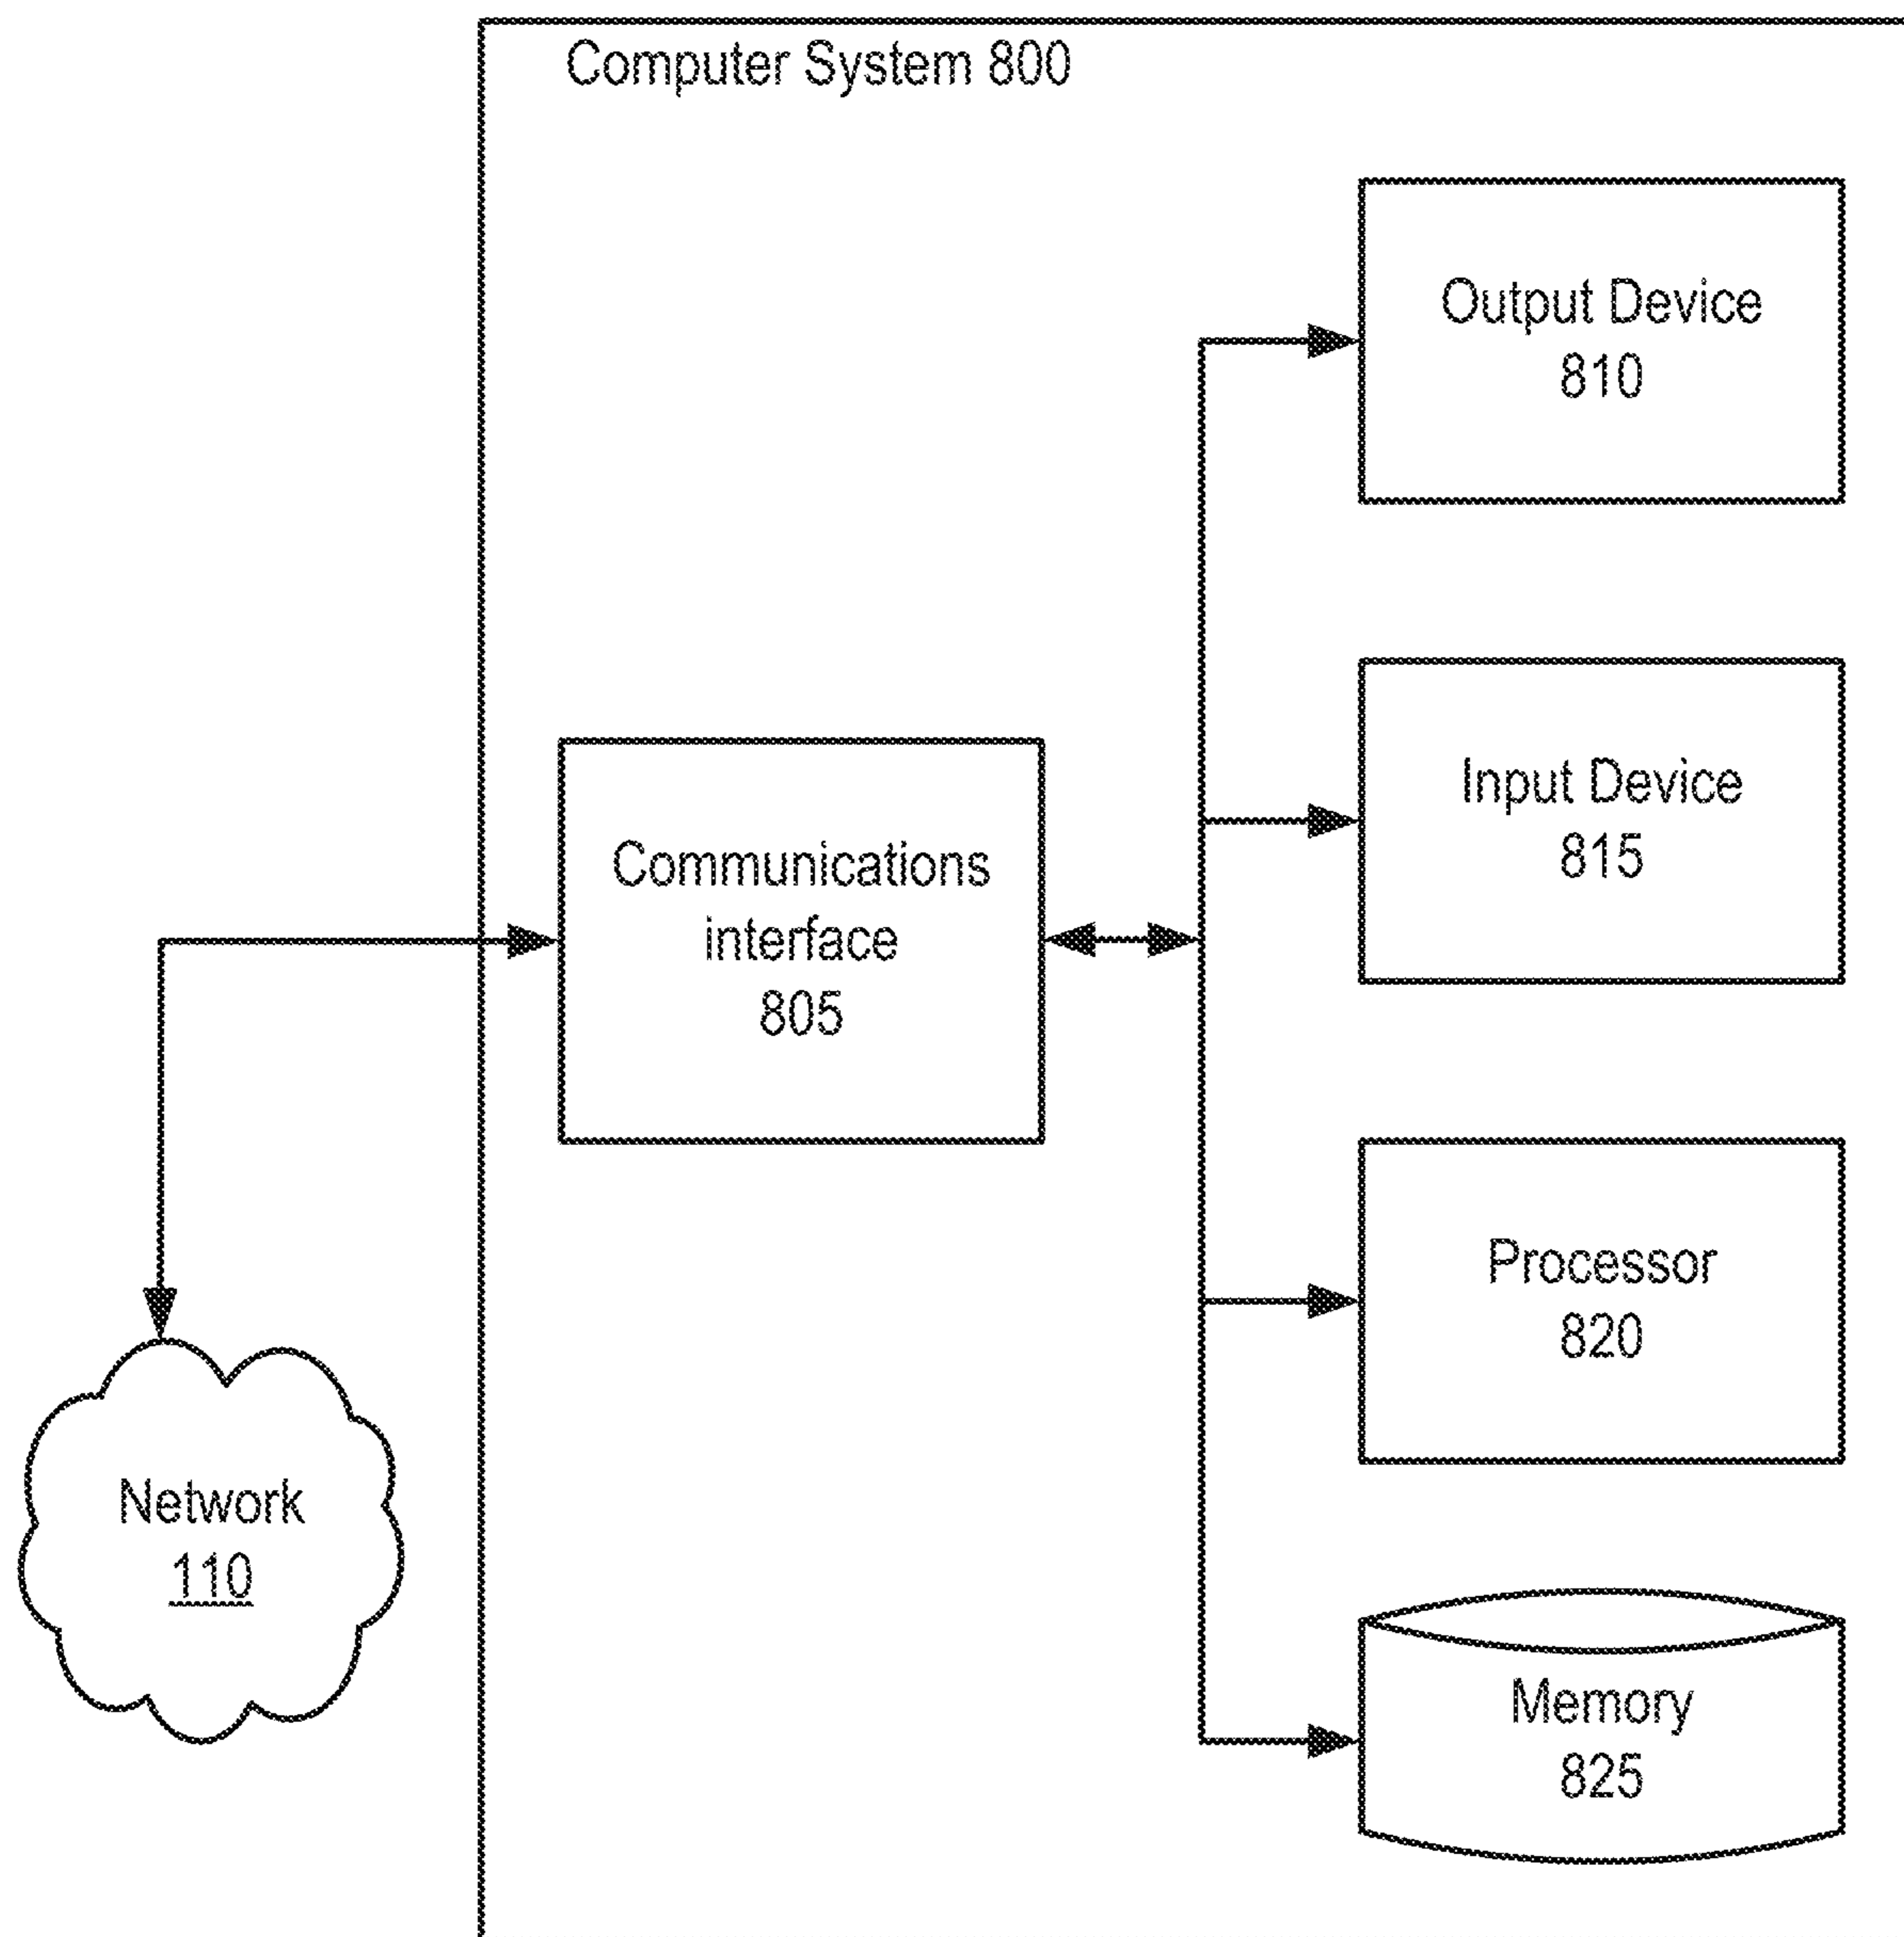 Computer System 800
Output Device
810
Input Device
815
Communications
interface
805
Processor
820
Network
110
Memory
825